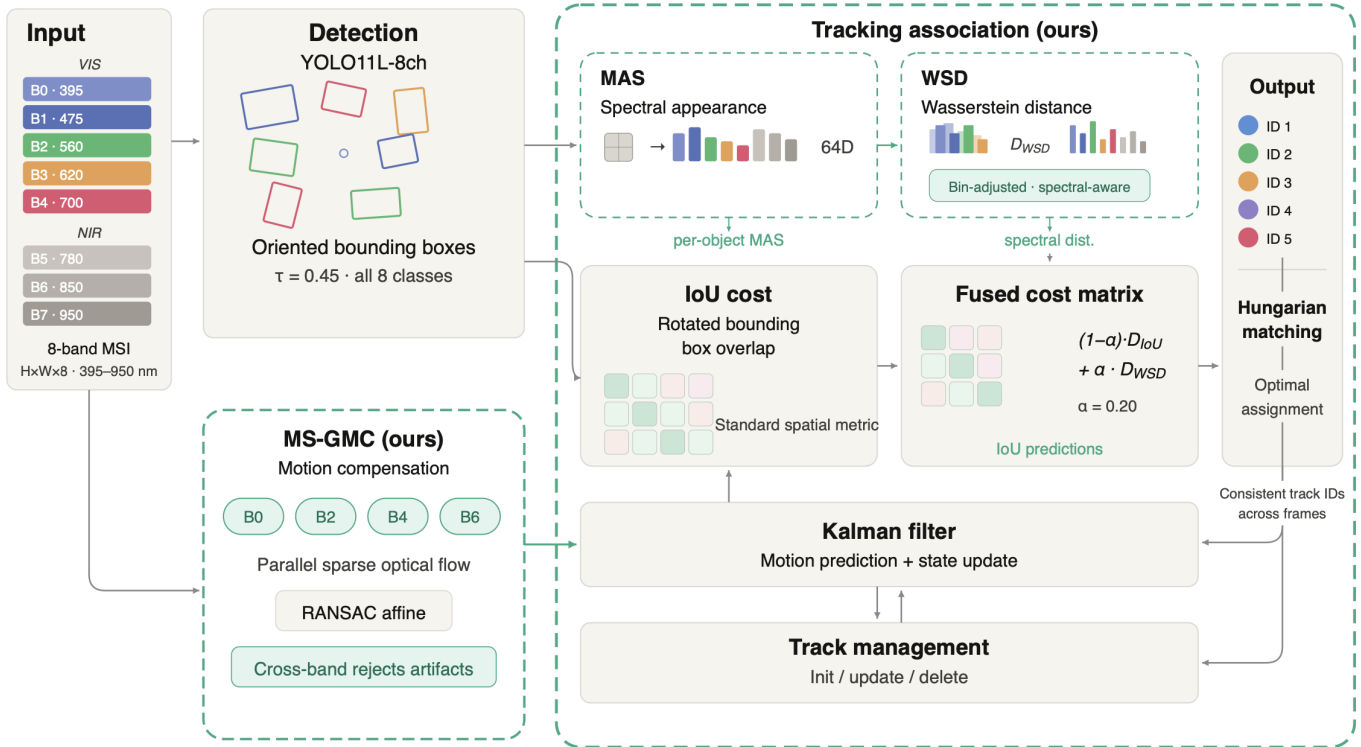 Input
VIS
B0 · 395
B1 · 475
B2 · 560
B3 · 620
B4 · 700
NIR
B5 · 780
B6 · 850
B7 · 950
8-band MSI
H×W×8 · 395–950 nm
Detection
YOLO11L-8ch
Oriented bounding boxes
τ = 0.45 · all 8 classes
MS-GMC (ours)
Motion compensation
B0 B2 B4 B6
Parallel sparse optical flow
RANSAC affine
Cross-band rejects artifacts
Tracking association (ours)
MAS
Spectral appearance
64D
per-object MAS
WSD
Wasserstein distance
D_WSD
Bin-adjusted · spectral-aware
spectral dist.
IoU cost
Rotated bounding
box overlap
Standard spatial metric
Fused cost matrix
(1−α)·D_IoU
+ α · D_WSD
α = 0.20
IoU predictions
Kalman filter
Motion prediction + state update
Track management
Init / update / delete
Output
ID 1
ID 2
ID 3
ID 4
ID 5
Hungarian
matching
Optimal
assignment
Consistent track IDs
across frames